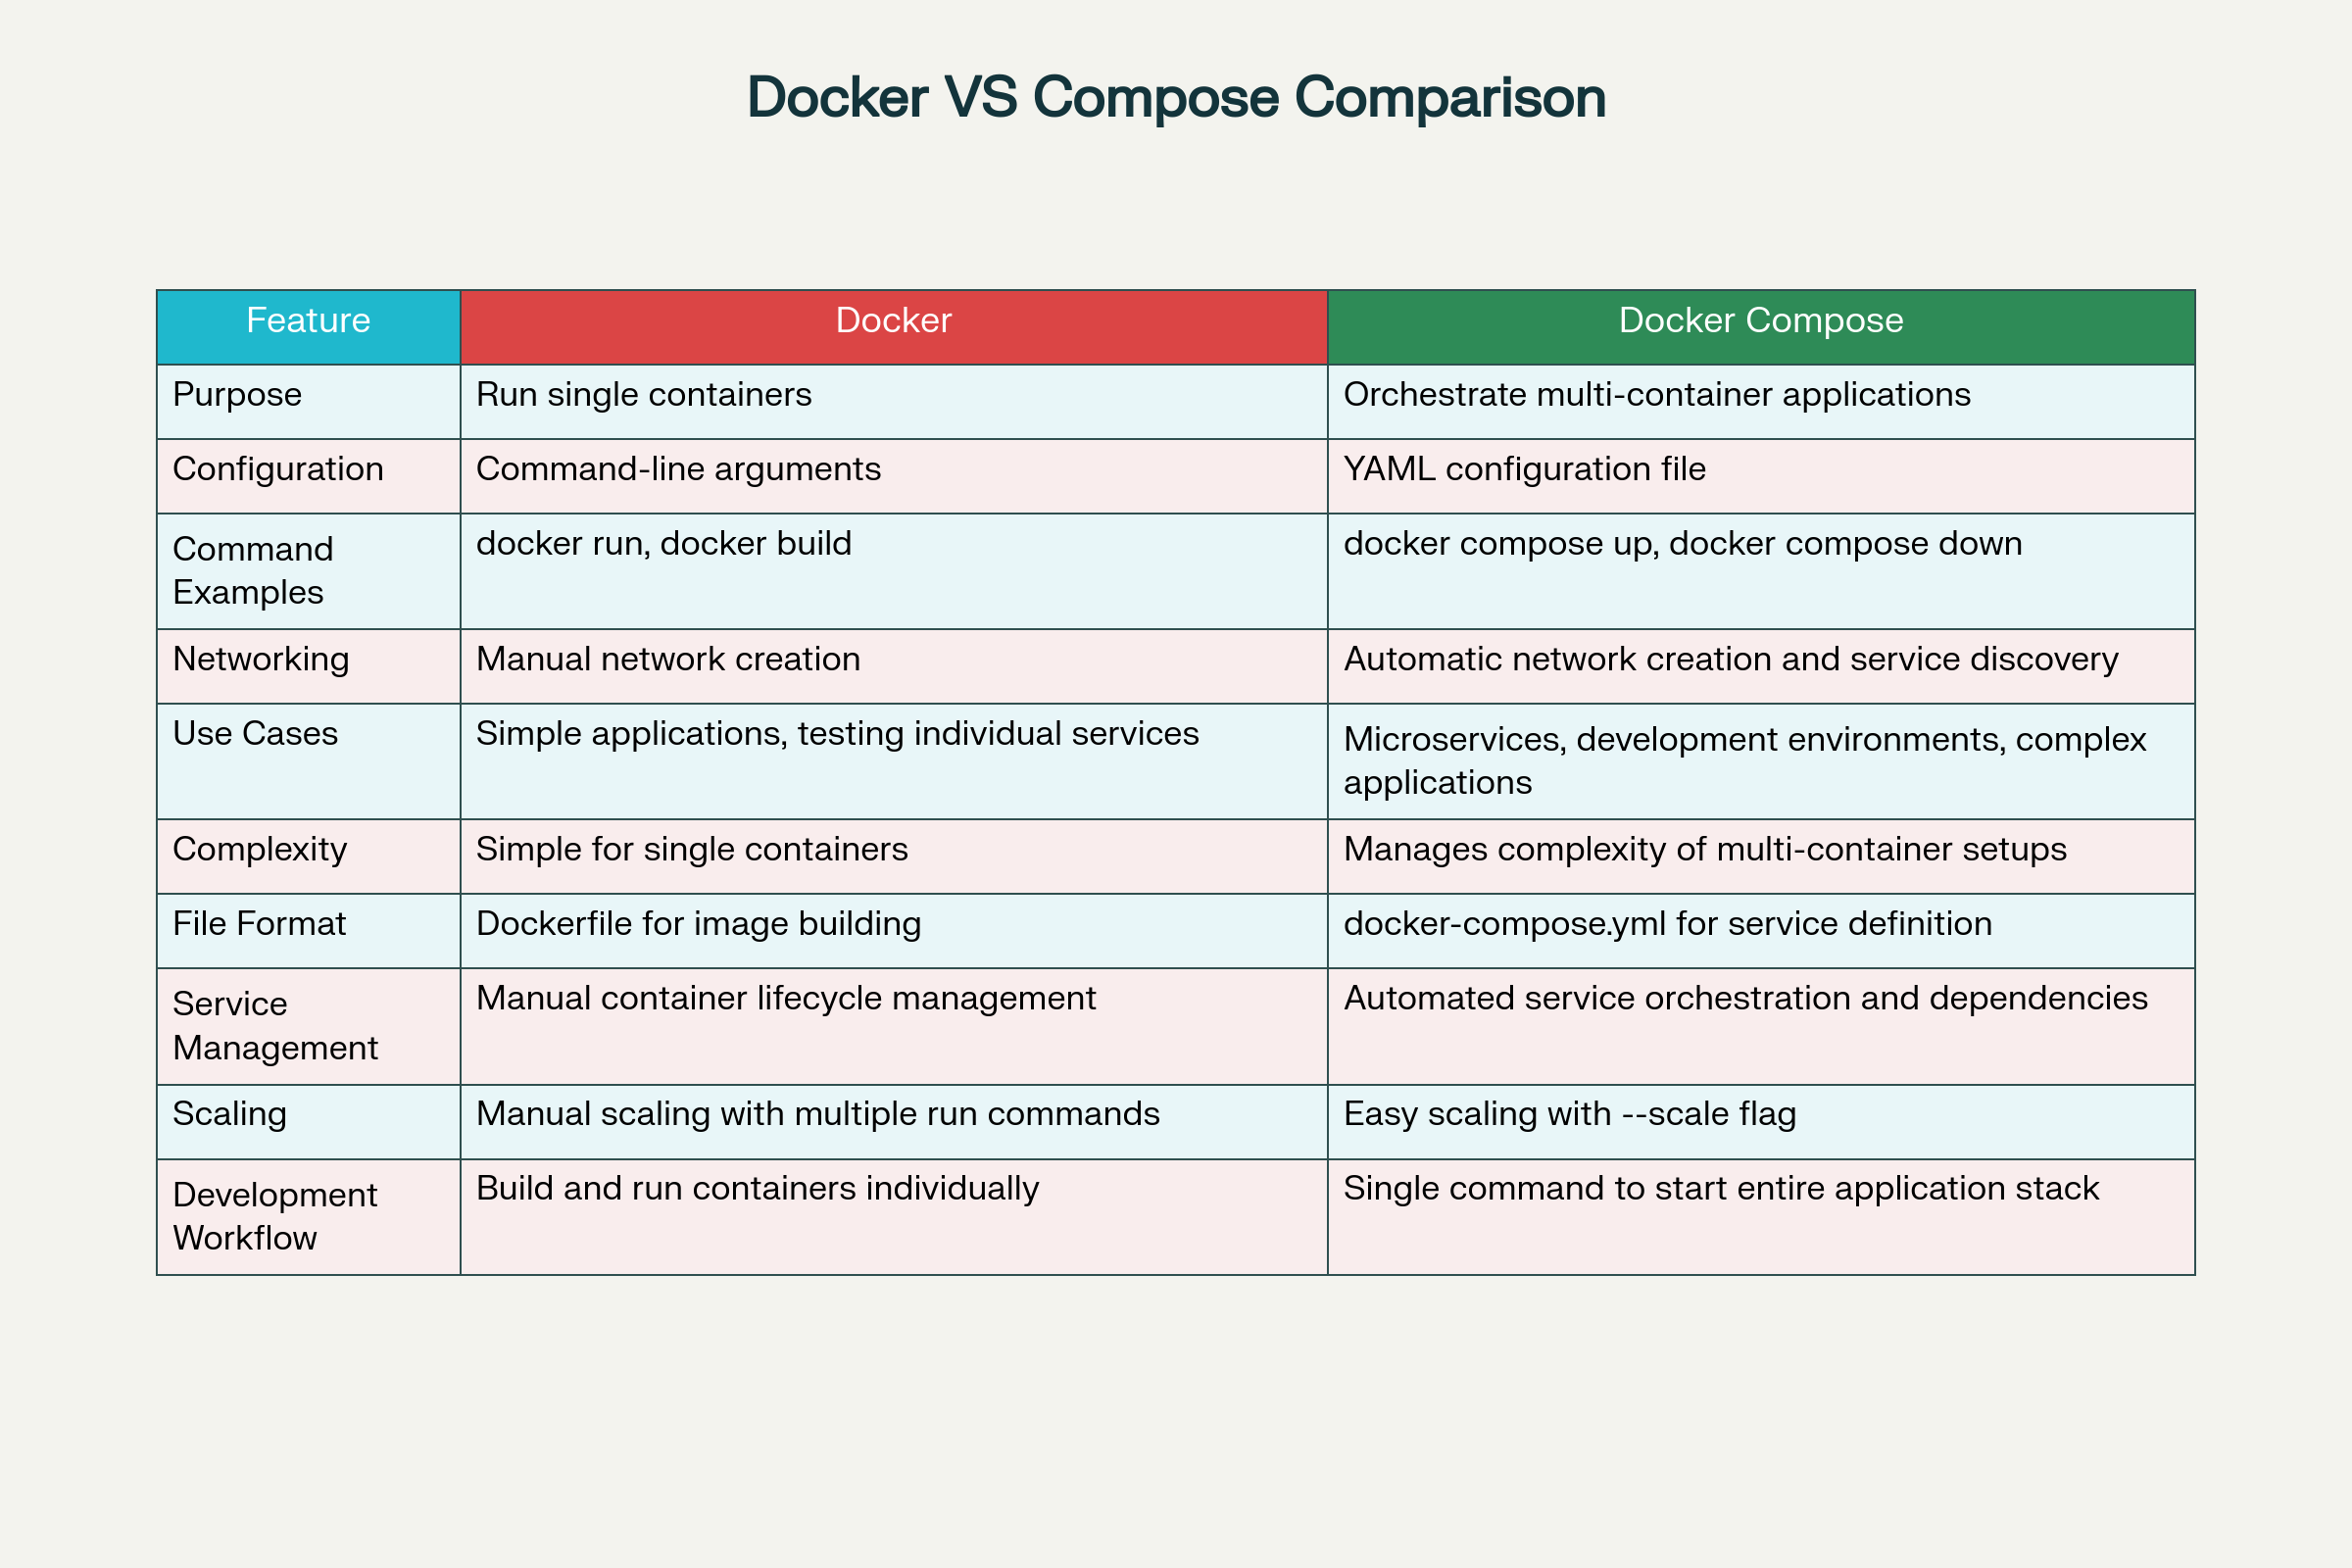 Docker VS Compose Comparison
Feature
Docker
Docker Compose
Purpose
Run single containers
Orchestrate multi-container applications
Configuration
Command-line arguments
YAML configuration file
Command
Examples
docker run, docker build
docker compose up, docker compose down
Networking
Manual network creation
Automatic network creation and service discovery
Use Cases
Simple applications, testing individual services
Microservices, development environments, complex
applications
Complexity
Simple for single containers
Manages complexity of multi-container setups
File Format
Dockerfile for image building
docker-compose.yml for service definition
Service
Management
Manual container lifecycle management
Automated service orchestration and dependencies
Scaling
Manual scaling with multiple run commands
Easy scaling with --scale flag
Development
Workflow
Build and run containers individually
Single command to start entire application stack